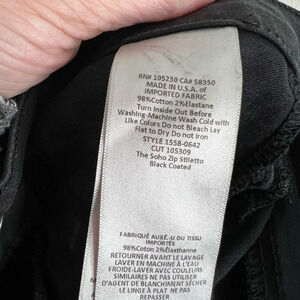 RN# 105230 CA# 58350
MADE IN U.S.A. of
IMPORTED FABRIC
98%Cotton 2%Elastane
Turn Inside Out Before
Washing-Machine Wash Cold with
Like Colors Do not Bleach Lay
Flat to Dry Do not Iron
STYLE 1558-0642
CUT 105309
The Soho Zip Stiletto
Black Coated
FABRIQUÉ AUXÉ.-U DU TISSU
IMPORTÉS
98%Cotton 2%Élasthanne
RETOURNER AVANT LE LAVAGE
LAVER EN MACHINE À L'EAU
FROIDE-LAVER AVEC COULEURS
SIMILAIRES NE PAS UTILISER
D'AGENT DE BLANCHIMENT SÉCHER
LE LINGE À PLAT NE PAS
REPASSER